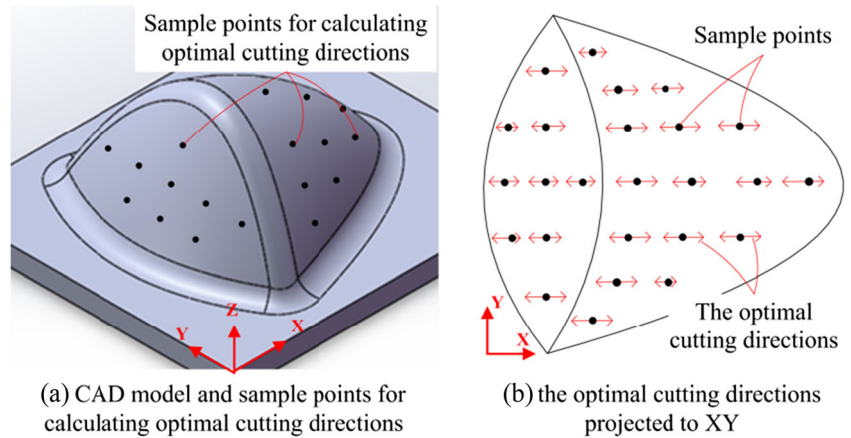 Sample points for calculating
optimal cutting directions
Z
Y
X
(a) CAD model and sample points for
calculating optimal cutting directions
Sample points
The optimal
cutting directions
Y
X
(b) the optimal cutting directions
projected to XY